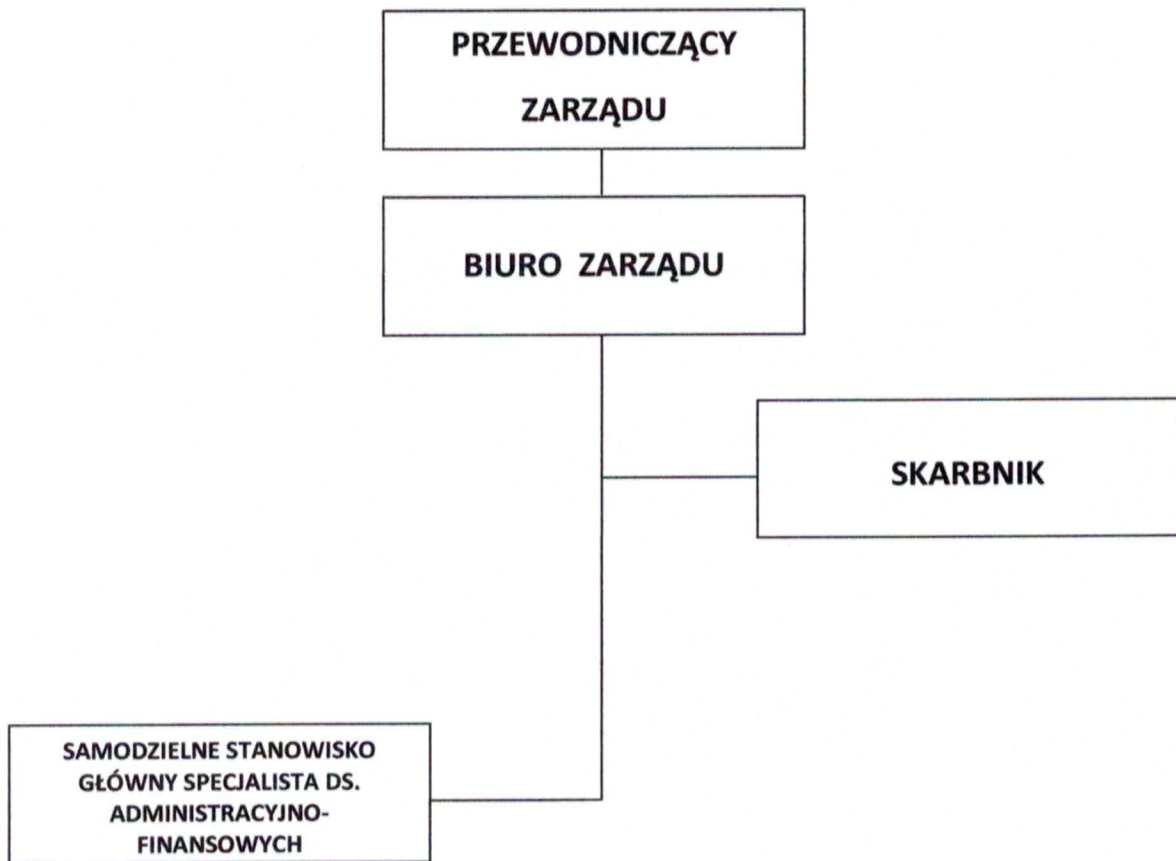 PRZEWODNICZĄCY
ZARZĄDU
BIURO ZARZĄDU
SKARBNIK
SAMODZIELNE STANOWISKO
GŁÓWNY SPECJALISTA DS.
ADMINISTRACYJNO-
FINANSOWYCH